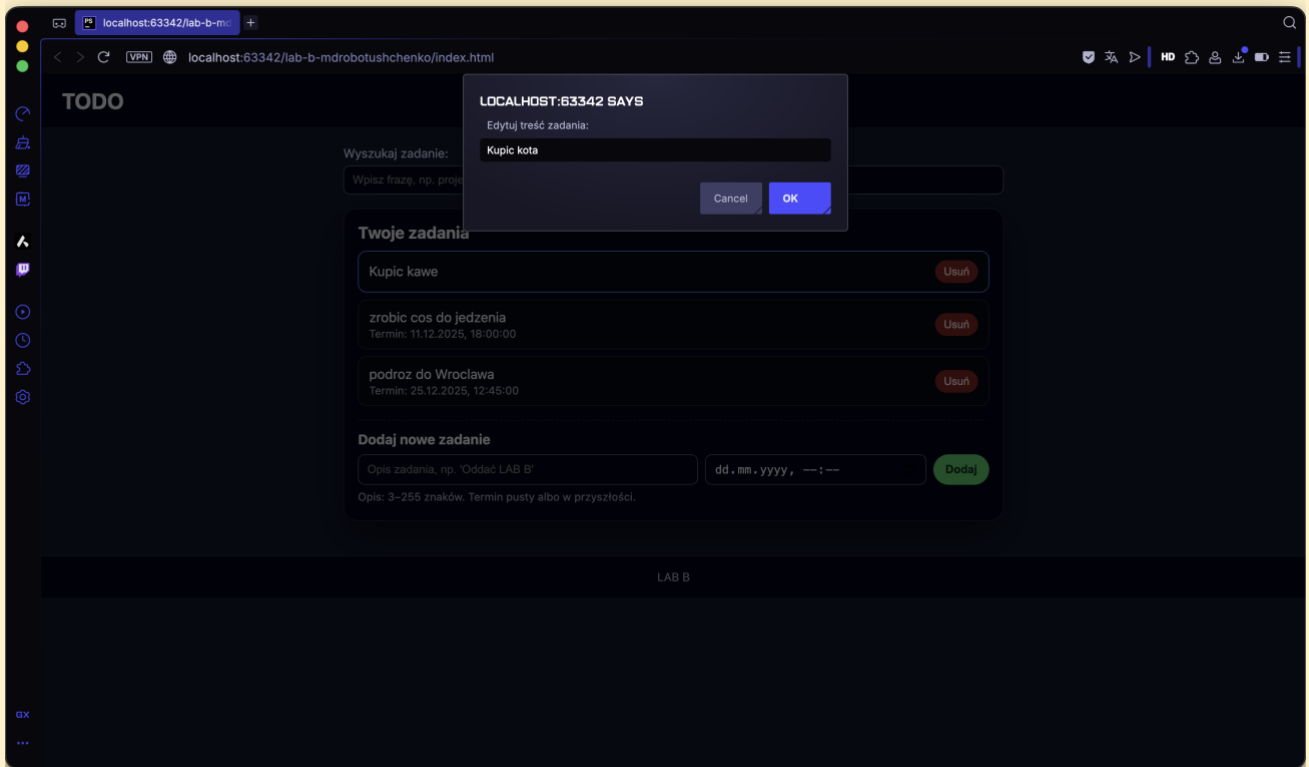 localhost:63342/lab-b-md
VPN localhost:63342/lab-b-mdrobotushchenko/index.html HD
TODO
LOCALHOST:63342 SAYS
Edytuj treść zadania:
Kupic kota
Cancel OK
Wyszukaj zadanie:
Wpisz frazę, np. proje
Twoje zadania
Kupic kawe Usuń
zrobic cos do jedzenia
Termin: 11.12.2025, 18:00:00 Usuń
podroz do Wroclawa
Termin: 25.12.2025, 12:45:00 Usuń
Dodaj nowe zadanie
Opis zadania, np. 'Oddać LAB B' dd.mm.yyyy, --:-- Dodaj
Opis: 3–255 znaków. Termin pusty albo w przyszłości.
LAB B
GX